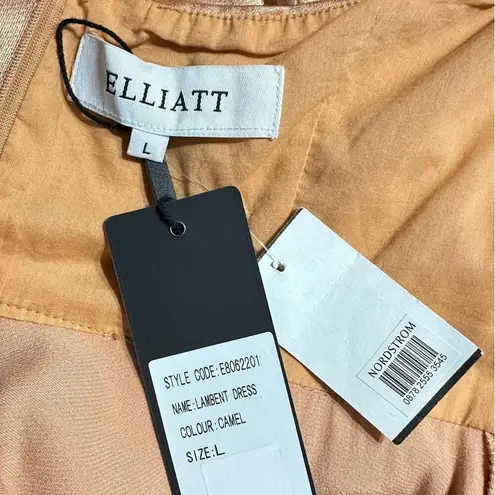 ELLIATT
L
STYLE CODE:E8062201
NAME:LAMBENT DRESS
COLOUR:CAMEL
SIZE:L
NORDSTROM
0878 2555 3545